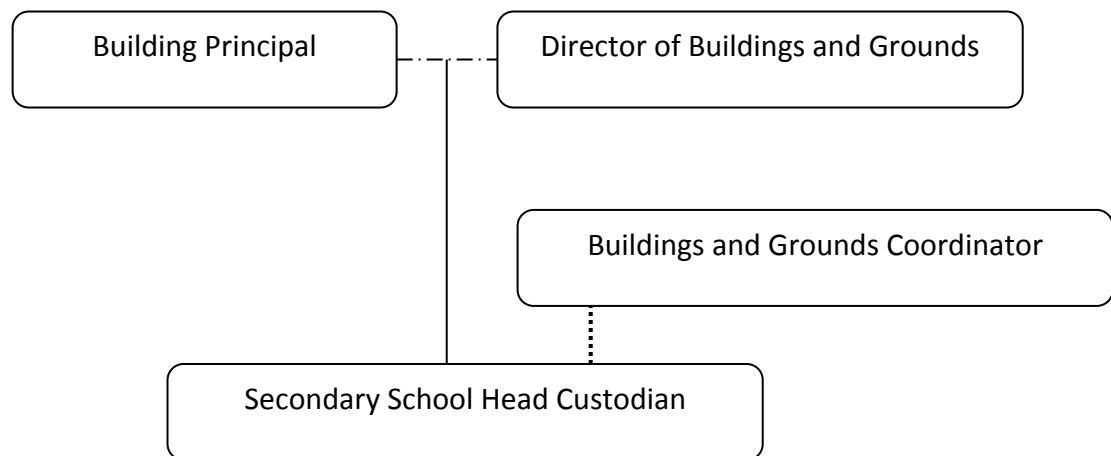 Building Principal
Director of Buildings and Grounds
Buildings and Grounds Coordinator
Secondary School Head Custodian